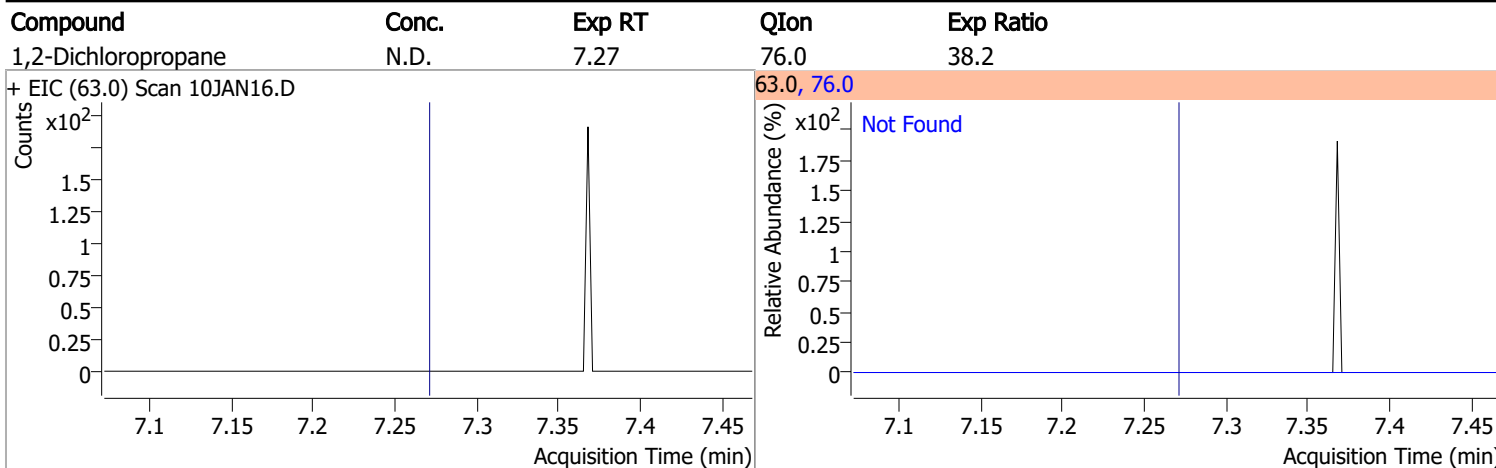 Compound Conc. Exp RT QIon Exp Ratio
1,2-Dichloropropane N.D. 7.27 76.0 38.2
+ EIC (63.0) Scan 10JAN16.D
Counts
x10²
1.5
1.25
1
0.75
0.5
0.25
0
7.1 7.15 7.2 7.25 7.3 7.35 7.4 7.45
Acquisition Time (min)
63.0, 76.0
Relative Abundance (%)
x10²
Not Found
1.75
1.5
1.25
1
0.75
0.5
0.25
0
7.1 7.15 7.2 7.25 7.3 7.35 7.4 7.45
Acquisition Time (min)